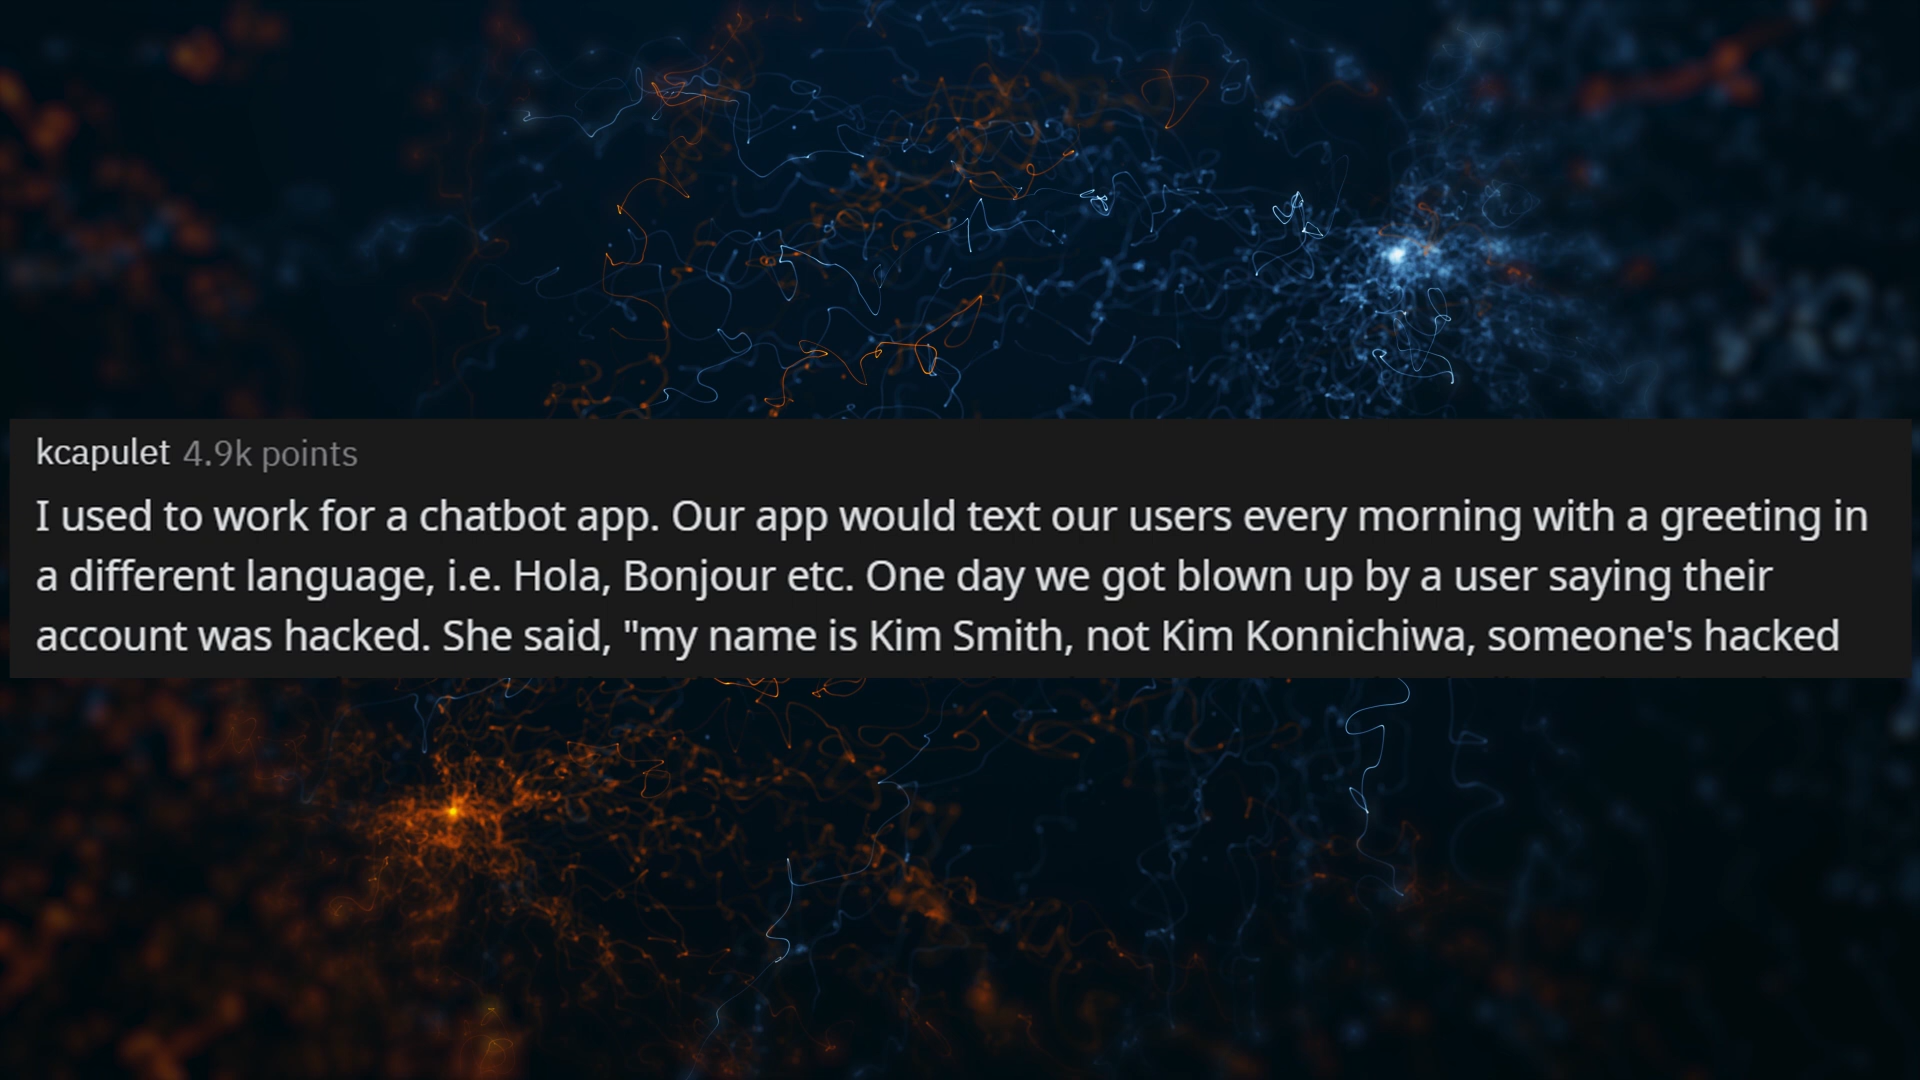 kcapulet 4.9k points
I used to work for a chatbot app. Our app would text our users every morning with a greeting in
a different language, i.e. Hola, Bonjour etc. One day we got blown up by a user saying their
account was hacked. She said, "my name is Kim Smith, not Kim Konnichiwa, someone's hacked